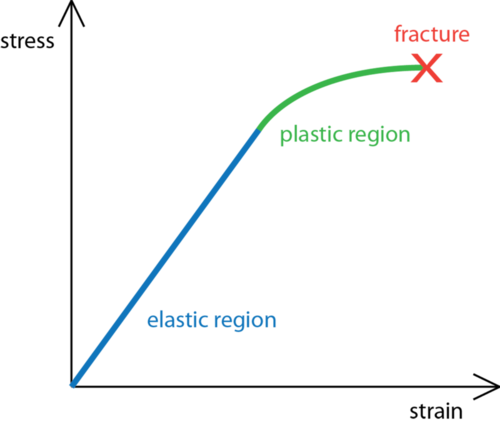 stress
fracture
plastic region
elastic region
strain